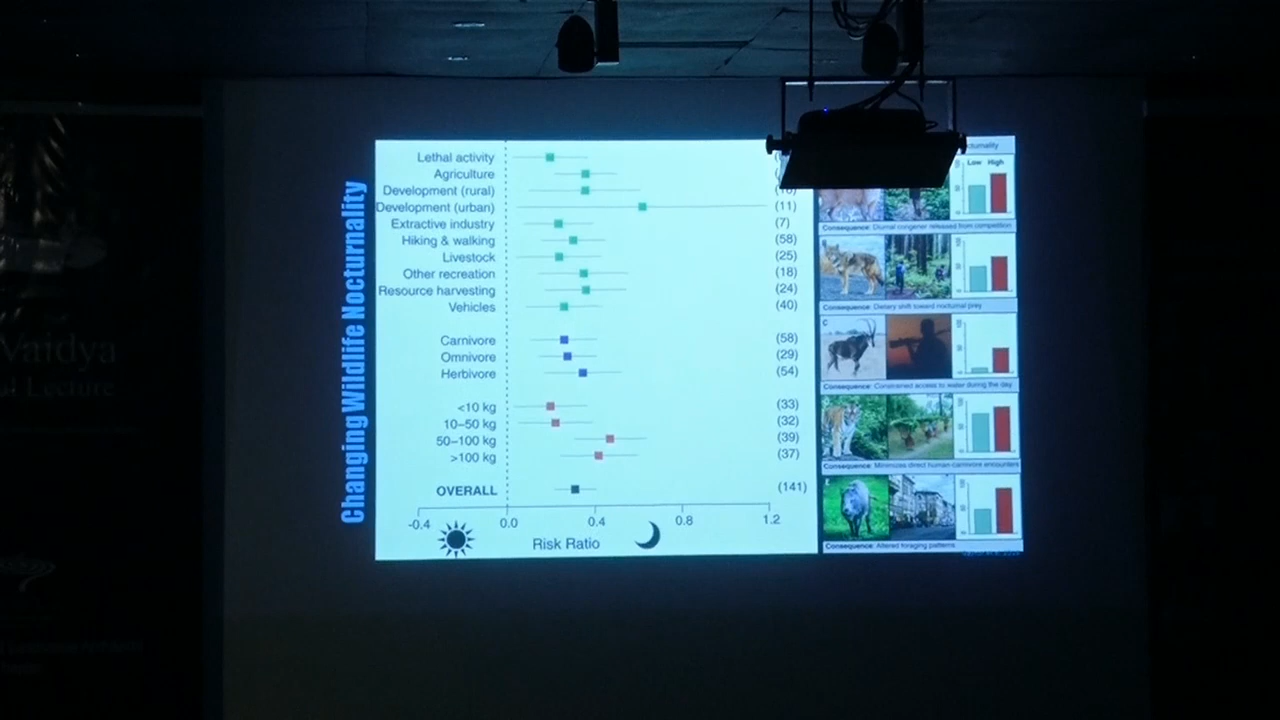 Changing Wildlife Nocturnality
Lethal activity
Agriculture
Development (rural)
Development (urban) (11)
Extractive industry (7)
Hiking & walking (58)
Livestock (25)
Other recreation (18)
Resource harvesting (24)
Vehicles (40)
Carnivore (58)
Omnivore (29)
Herbivore (54)
<10 kg (33)
10–50 kg (32)
50–100 kg (39)
>100 kg (37)
OVERALL (141)
-0.4 0.0 0.4 0.8 1.2
Risk Ratio
Low High
Consequence: Diurnal congener released from competition
Consequence: Dietary shift toward nocturnal prey
C
Consequence: Constrained access to water during the day
Consequence: Minimizes direct human-carnivore encounters
Consequence: Altered foraging patterns
Vaidya
Lecture